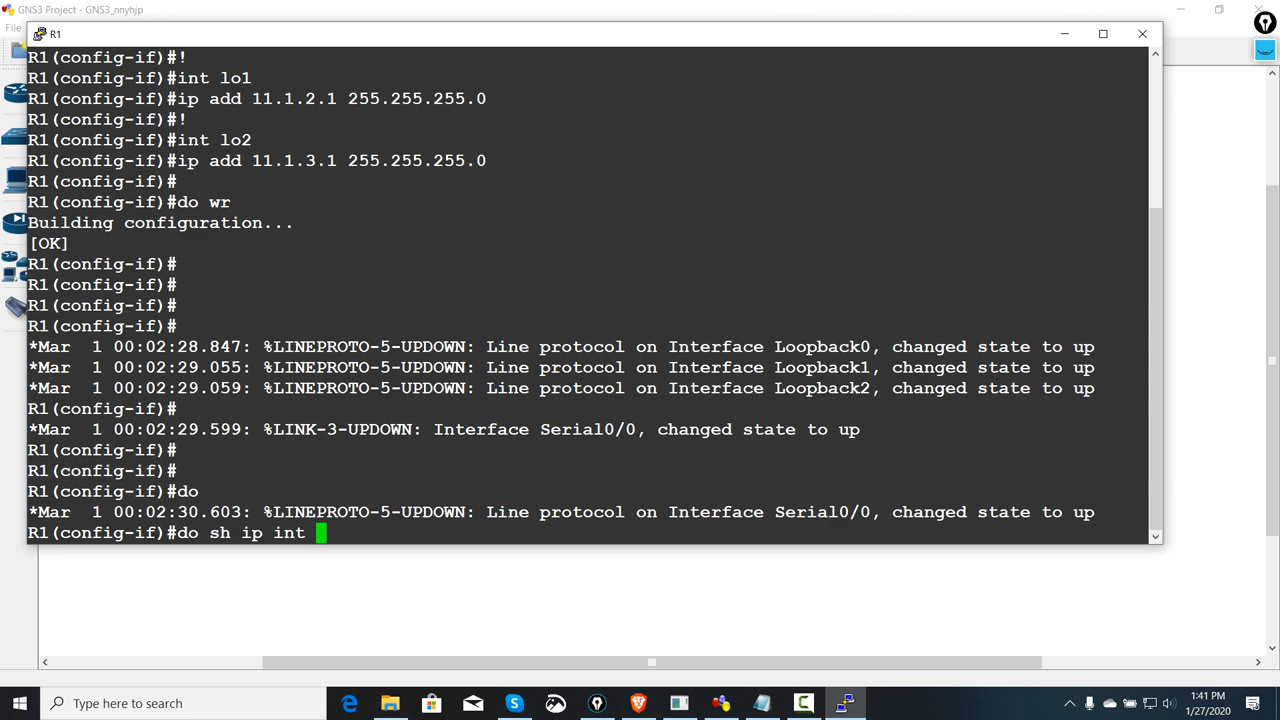 GNS3 Project - GNS3_nnyhjp
File
R1
R1(config-if)#!
R1(config-if)#int lo1
R1(config-if)#ip add 11.1.2.1 255.255.255.0
R1(config-if)#!
R1(config-if)#int lo2
R1(config-if)#ip add 11.1.3.1 255.255.255.0
R1(config-if)#
R1(config-if)#do wr
Building configuration...
[OK]
R1(config-if)#
R1(config-if)#
R1(config-if)#
R1(config-if)#
*Mar  1 00:02:28.847: %LINEPROTO-5-UPDOWN: Line protocol on Interface Loopback0, changed state to up
*Mar  1 00:02:29.055: %LINEPROTO-5-UPDOWN: Line protocol on Interface Loopback1, changed state to up
*Mar  1 00:02:29.059: %LINEPROTO-5-UPDOWN: Line protocol on Interface Loopback2, changed state to up
R1(config-if)#
*Mar  1 00:02:29.599: %LINK-3-UPDOWN: Interface Serial0/0, changed state to up
R1(config-if)#
R1(config-if)#
R1(config-if)#do
*Mar  1 00:02:30.603: %LINEPROTO-5-UPDOWN: Line protocol on Interface Serial0/0, changed state to up
R1(config-if)#do sh ip int
Type here to search
1:41 PM
1/27/2020